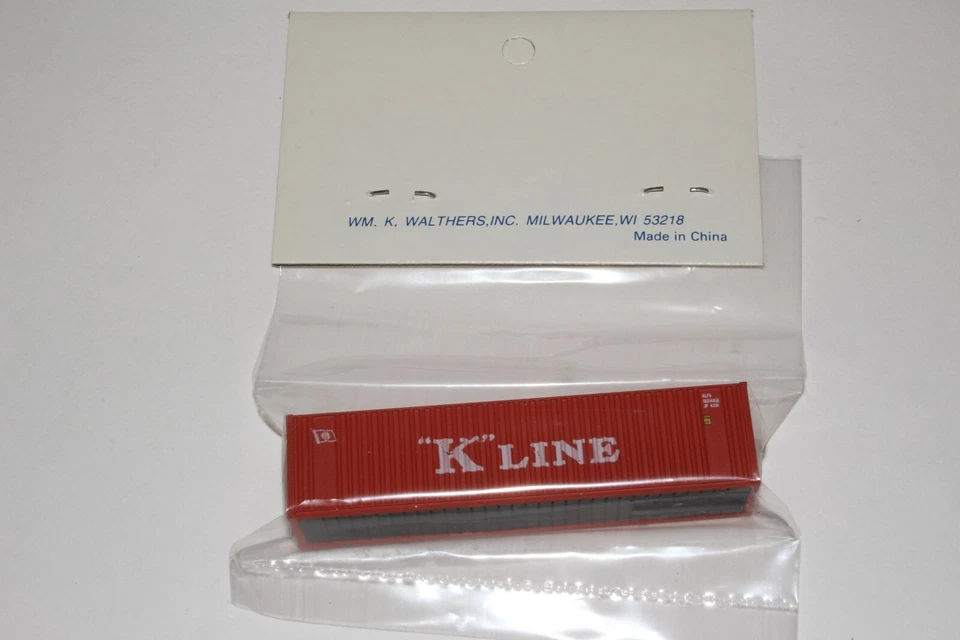 WM. K. WALTHERS,INC. MILWAUKEE,WI 53218
Made in China
"K" LINE